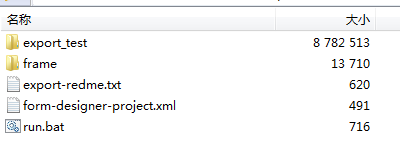 名称 大小
export_test 8 782 513
frame 13 710
export-redme.txt 620
form-designer-project.xml 491
run.bat 716